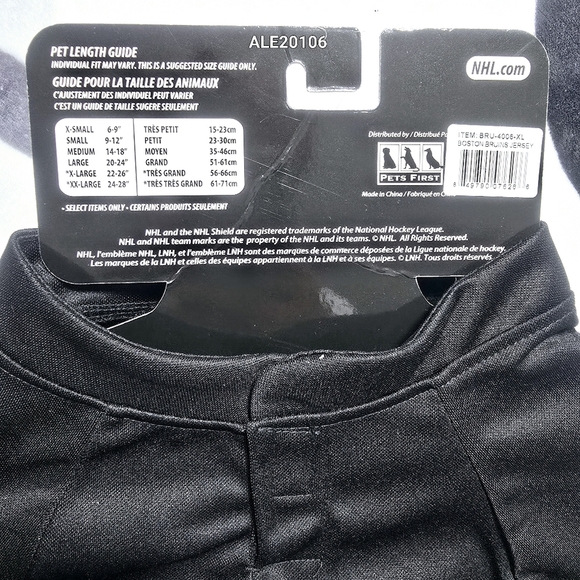 ALE20106
PET LENGTH GUIDE
INDIVIDUAL FIT MAY VARY. THIS IS A SUGGESTED SIZE GUIDE ONLY.
GUIDE POUR LA TAILLE DES ANIMAUX
L'AJUSTEMENT DES INDIVIDUEL PEUT VARIER
C'EST UN GUIDE DE TAILLE SUGERE SEULEMENT
X-SMALL 6-9" TRÈS PETIT 15-23cm
SMALL 9-12" PETIT 23-30cm
MEDIUM 14-18" MOYEN 35-46cm
LARGE 20-24" GRAND 51-61cm
*X-LARGE 22-26" *TRÈS GRAND 56-66cm
*XX-LARGE 24-28" *TRÈS TRÈS GRAND 61-71cm
*SELECT ITEMS ONLY • CERTAINS PRODUITS SEULEMENT
NHL.com
Distributed by / Distribué Pa
PETS FIRST
Made in China / Fabriqué en C
ITEM: BRU-4006-XL
BOSTON BRUINS JERSEY
8 49790 07626 6
NHL and the NHL Shield are registered trademarks of the National Hockey League.
NHL and NHL team marks are the property of the NHL and its teams. © NHL. All Rights Reserved.
NHL, l'emblème NHL, LNH, et l'emblème LNH sont des marques de commerce déposées de la Ligue nationale de hockey.
Les marques de la LNH et celles des équipes appartiennent à la LNH et à ses équipes. © LNH. Tous droits réservés